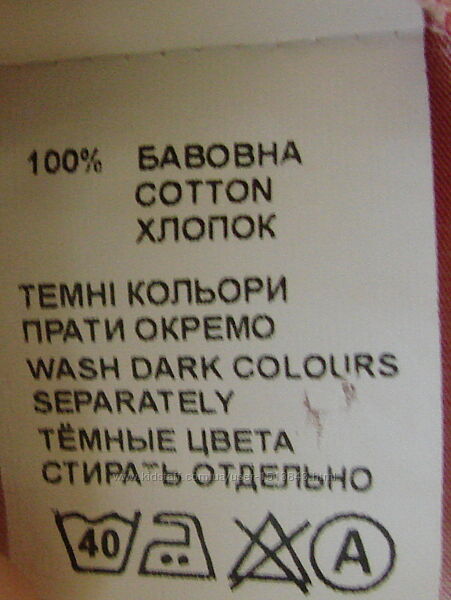 100% БАВОВНА
COTTON
ХЛОПОК
ТЕМНІ КОЛЬОРИ
ПРАТИ ОКРЕМО
WASH DARK COLOURS
SEPARATELY
ТЁМНЫЕ ЦВЕТА
СТИРАТЬ ОТДЕЛЬНО
40 A